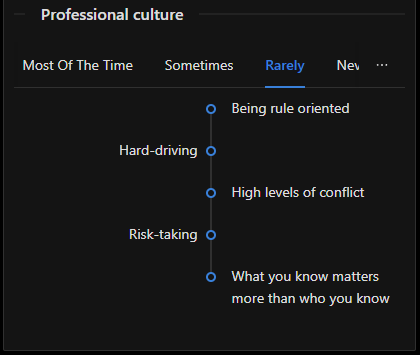 Professional culture
Most Of The Time Sometimes Rarely Nev ...
Being rule oriented
Hard-driving
High levels of conflict
Risk-taking
What you know matters
more than who you know